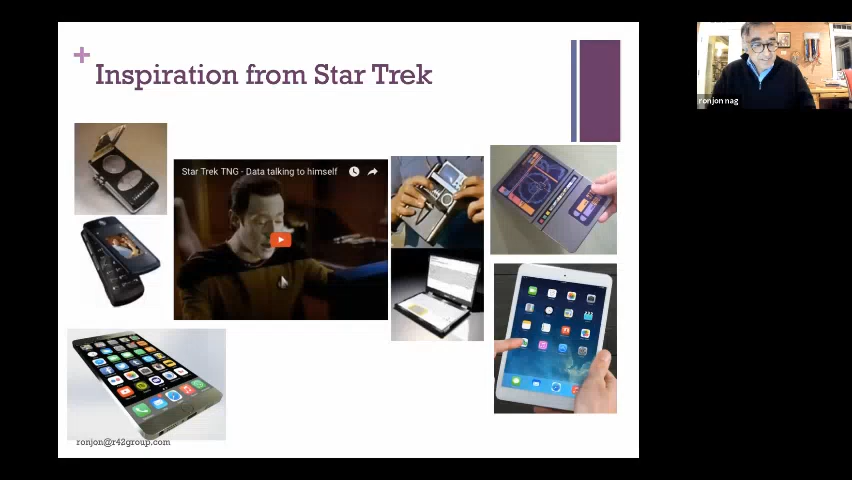 +
Inspiration from Star Trek
ronjon nag
Star Trek TNG - Data talking to himself
ronjon@r42group.com